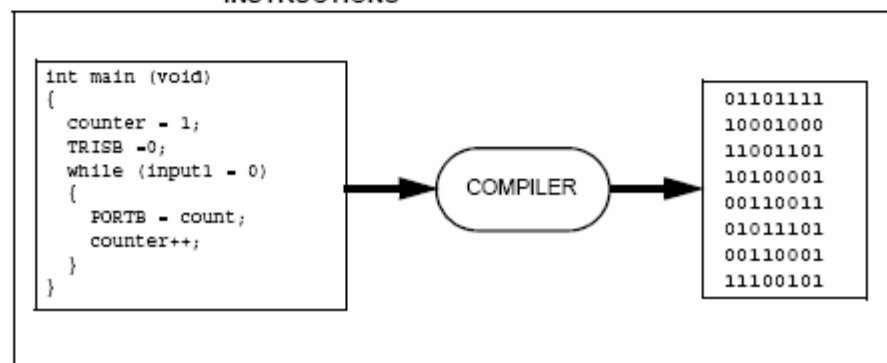 INSTRUCTIONS
int main (void)
{
counter = 1;
TRISB =0;
while (input1 = 0)
{
PORTB = count;
counter++;
}
}
COMPILER
01101111
10001000
11001101
10100001
00110011
01011101
00110001
11100101